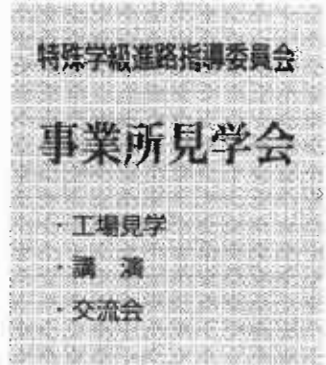 特殊学級進路指導委員会
事業所見学会
・工場見学
・講　演
・交流会